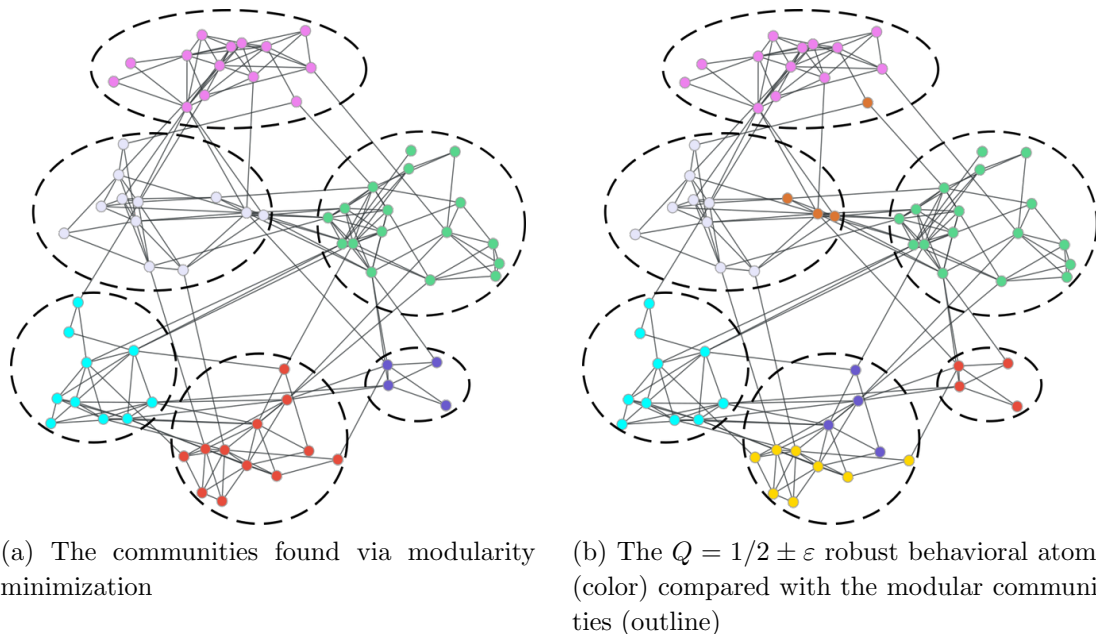 (a) The communities found via modularity
minimization
(b) The Q = 1/2 ± ε robust behavioral atom
(color) compared with the modular communi
ties (outline)